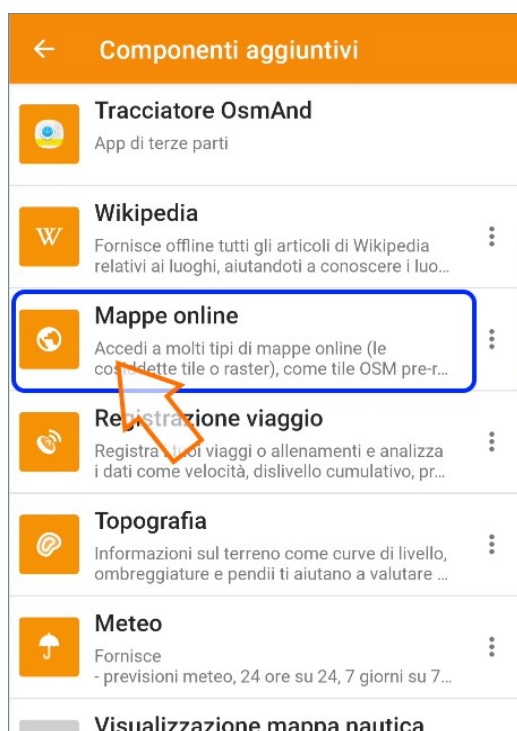 Componenti aggiuntivi
Tracciatore OsmAnd
App di terze parti
W
Wikipedia
Fornisce offline tutti gli articoli di Wikipedia
relativi ai luoghi, aiutandoti a conoscere i luo...
Mappe online
Accedi a molti tipi di mappe online (le
cosiddette tile o raster), come tile OSM pre-r...
Registrazione viaggio
Registra i tuoi viaggi o allenamenti e analizza
i dati come velocità, dislivello cumulativo, pr...
Topografia
Informazioni sul terreno come curve di livello,
ombreggiature e pendii ti aiutano a valutare ...
Meteo
Fornisce
- previsioni meteo, 24 ore su 24, 7 giorni su 7...
Visualizzazione mappa nautica